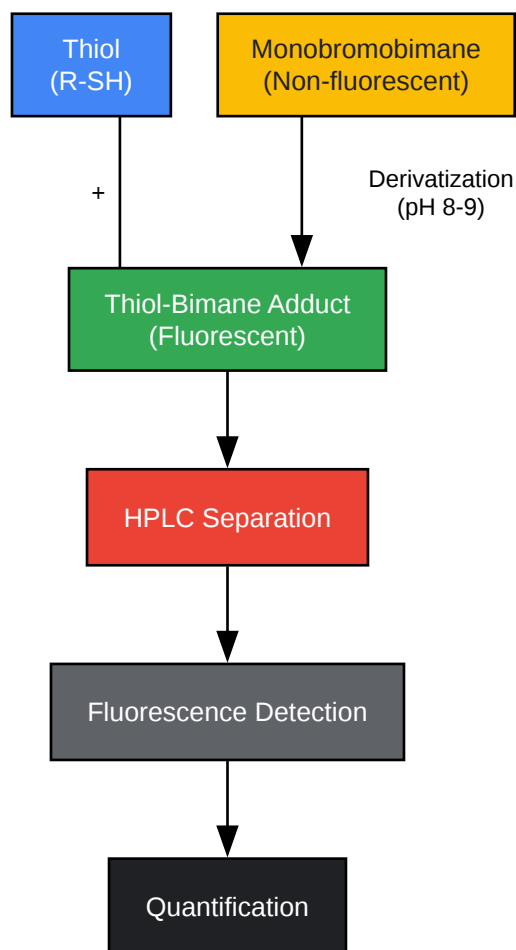 Thiol
(R-SH)
Monobromobimane
(Non-fluorescent)
+
Derivatization
(pH 8-9)
Thiol-Bimane Adduct
(Fluorescent)
HPLC Separation
Fluorescence Detection
Quantification